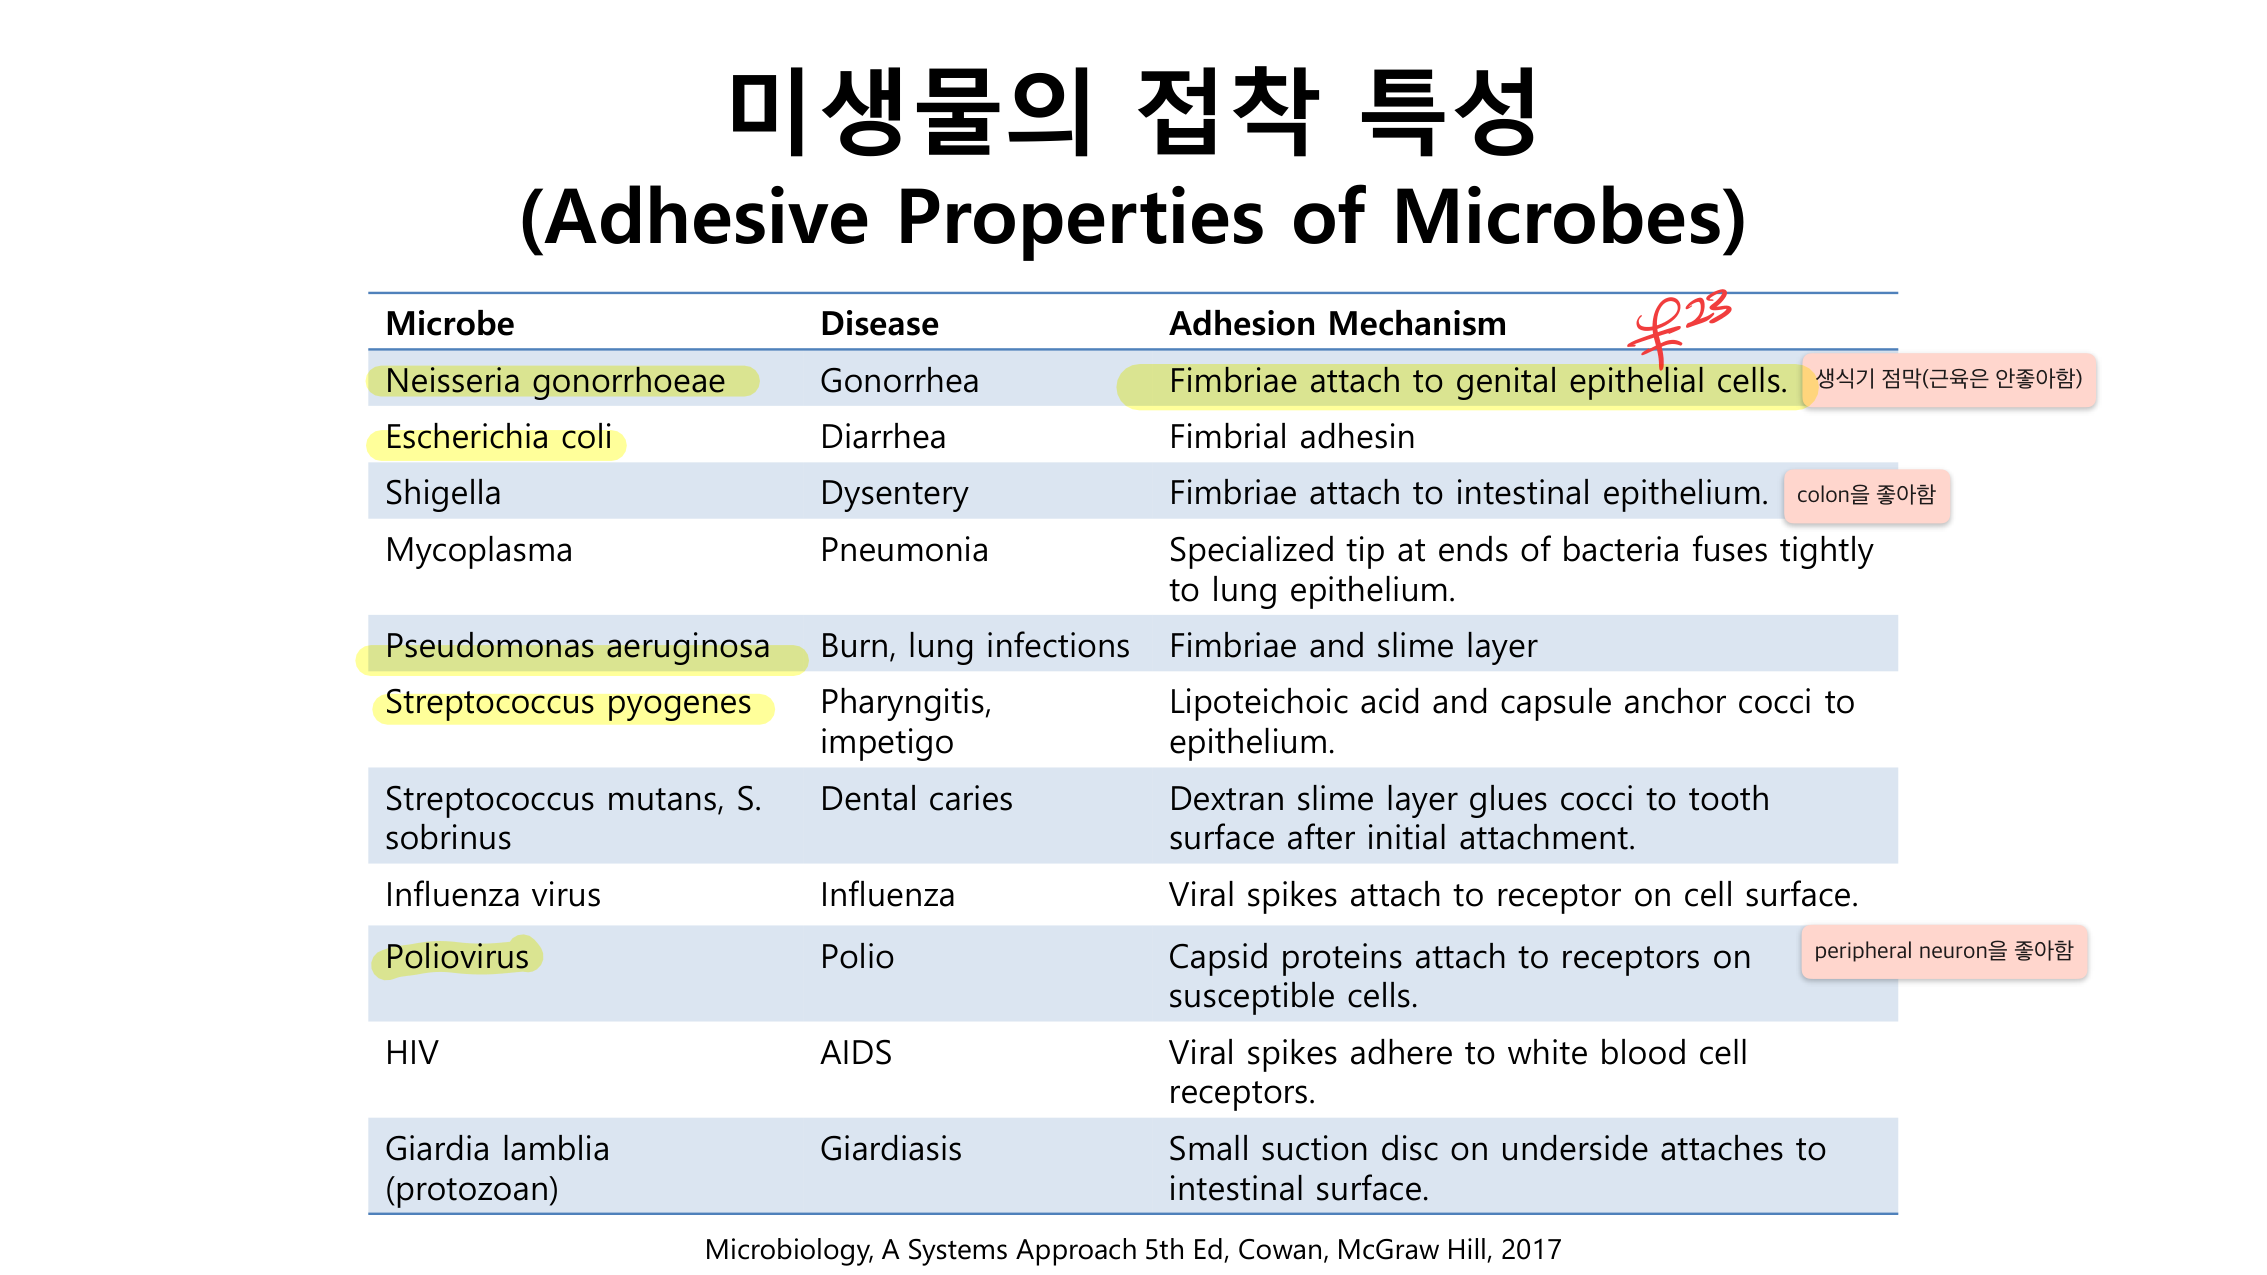 미생물의 접착 특성
(Adhesive Properties of Microbes)
Microbe Disease Adhesion Mechanism
23
Neisseria gonorrhoeae Gonorrhea Fimbriae attach to genital epithelial cells. 생식기 점막(근육은 안좋아함)
Escherichia coli Diarrhea Fimbrial adhesin
Shigella Dysentery Fimbriae attach to intestinal epithelium. colon을 좋아함
Mycoplasma Pneumonia Specialized tip at ends of bacteria fuses tightly
to lung epithelium.
Pseudomonas aeruginosa Burn, lung infections Fimbriae and slime layer
Streptococcus pyogenes Pharyngitis, Lipoteichoic acid and capsule anchor cocci to
impetigo epithelium.
Streptococcus mutans, S. Dental caries Dextran slime layer glues cocci to tooth
sobrinus surface after initial attachment.
Influenza virus Influenza Viral spikes attach to receptor on cell surface.
Poliovirus Polio Capsid proteins attach to receptors on peripheral neuron을 좋아함
susceptible cells.
HIV AIDS Viral spikes adhere to white blood cell
receptors.
Giardia lamblia Giardiasis Small suction disc on underside attaches to
(protozoan) intestinal surface.
Microbiology, A Systems Approach 5th Ed, Cowan, McGraw Hill, 2017